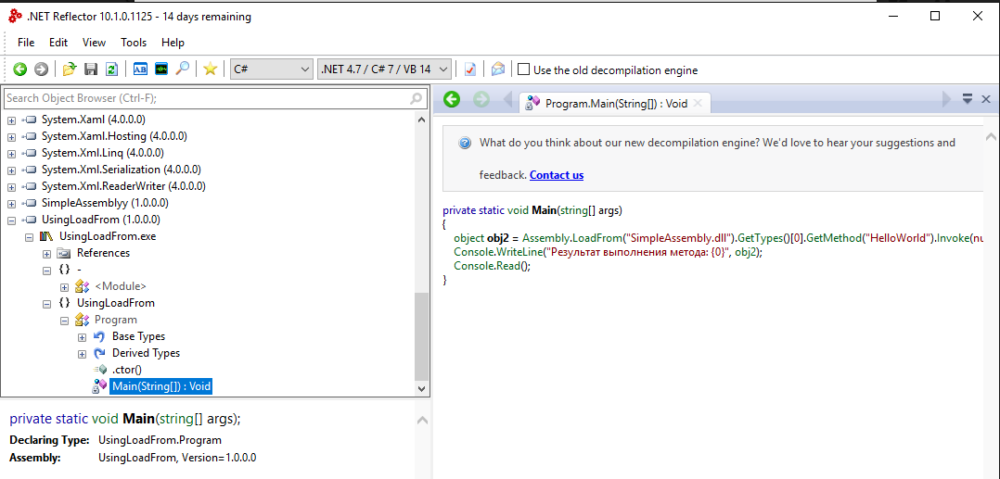 .NET Reflector 10.1.0.1125 - 14 days remaining
File Edit View Tools Help
C# .NET 4.7 / C# 7 / VB 14 Use the old decompilation engine
Search Object Browser (Ctrl-F);
System.Xaml (4.0.0.0)
System.Xaml.Hosting (4.0.0.0)
System.Xml.Linq (4.0.0.0)
System.Xml.Serialization (4.0.0.0)
System.Xml.ReaderWriter (4.0.0.0)
SimpleAssemblyy (1.0.0.0)
UsingLoadFrom (1.0.0.0)
UsingLoadFrom.exe
References
{} -
<Module>
{} UsingLoadFrom
Program
Base Types
Derived Types
.ctor()
Main(String[]) : Void
private static void Main(string[] args);
Declaring Type: UsingLoadFrom.Program
Assembly: UsingLoadFrom, Version=1.0.0.0
Program.Main(String[]) : Void
What do you think about our new decompilation engine? We'd love to hear your suggestions and
feedback. Contact us
private static void Main(string[] args)
{
object obj2 = Assembly.LoadFrom("SimpleAssembly.dll").GetTypes()[0].GetMethod("HelloWorld").Invoke(nu
Console.WriteLine("Результат выполнения метода: {0}", obj2);
Console.Read();
}